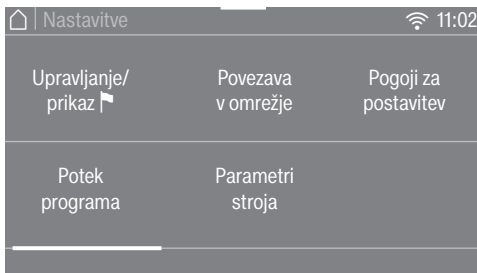 Nastavitve 11:02
Upravljanje/
prikaz
Povezava
v omrežje
Pogoji za
postavitev
Potek
programa
Parametri
stroja